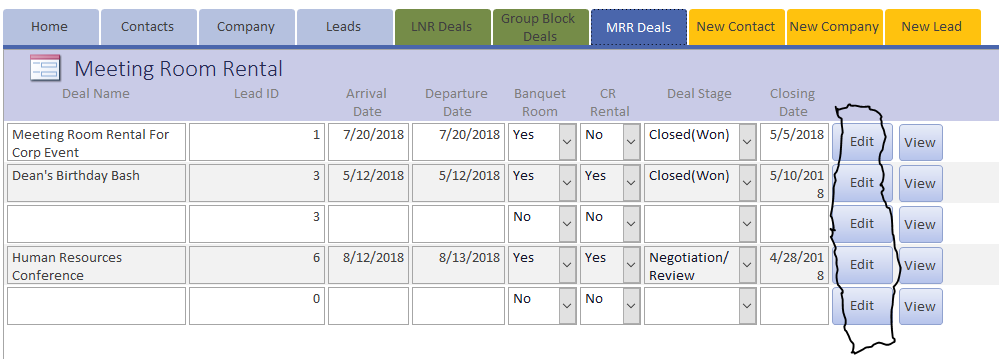 Home Contacts Company Leads LNR Deals Group Block MRR Deals New Contact New Company New Lead
Deals
Meeting Room Rental
Deal Name Lead ID Arrival Departure Banquet CR Deal Stage Closing
Date Date Room Rental Date
Meeting Room Rental For 1 7/20/2018 7/20/2018 Yes No Closed(Won) 5/5/2018 Edit View
Corp Event
Dean's Birthday Bash 3 5/12/2018 5/12/2018 Yes Yes Closed(Won) 5/10/201 Edit View
8
3 No No Edit View
Human Resources 6 8/12/2018 8/13/2018 Yes Yes Negotiation/ 4/28/201 Edit View
Conference Review 8
0 No No Edit View